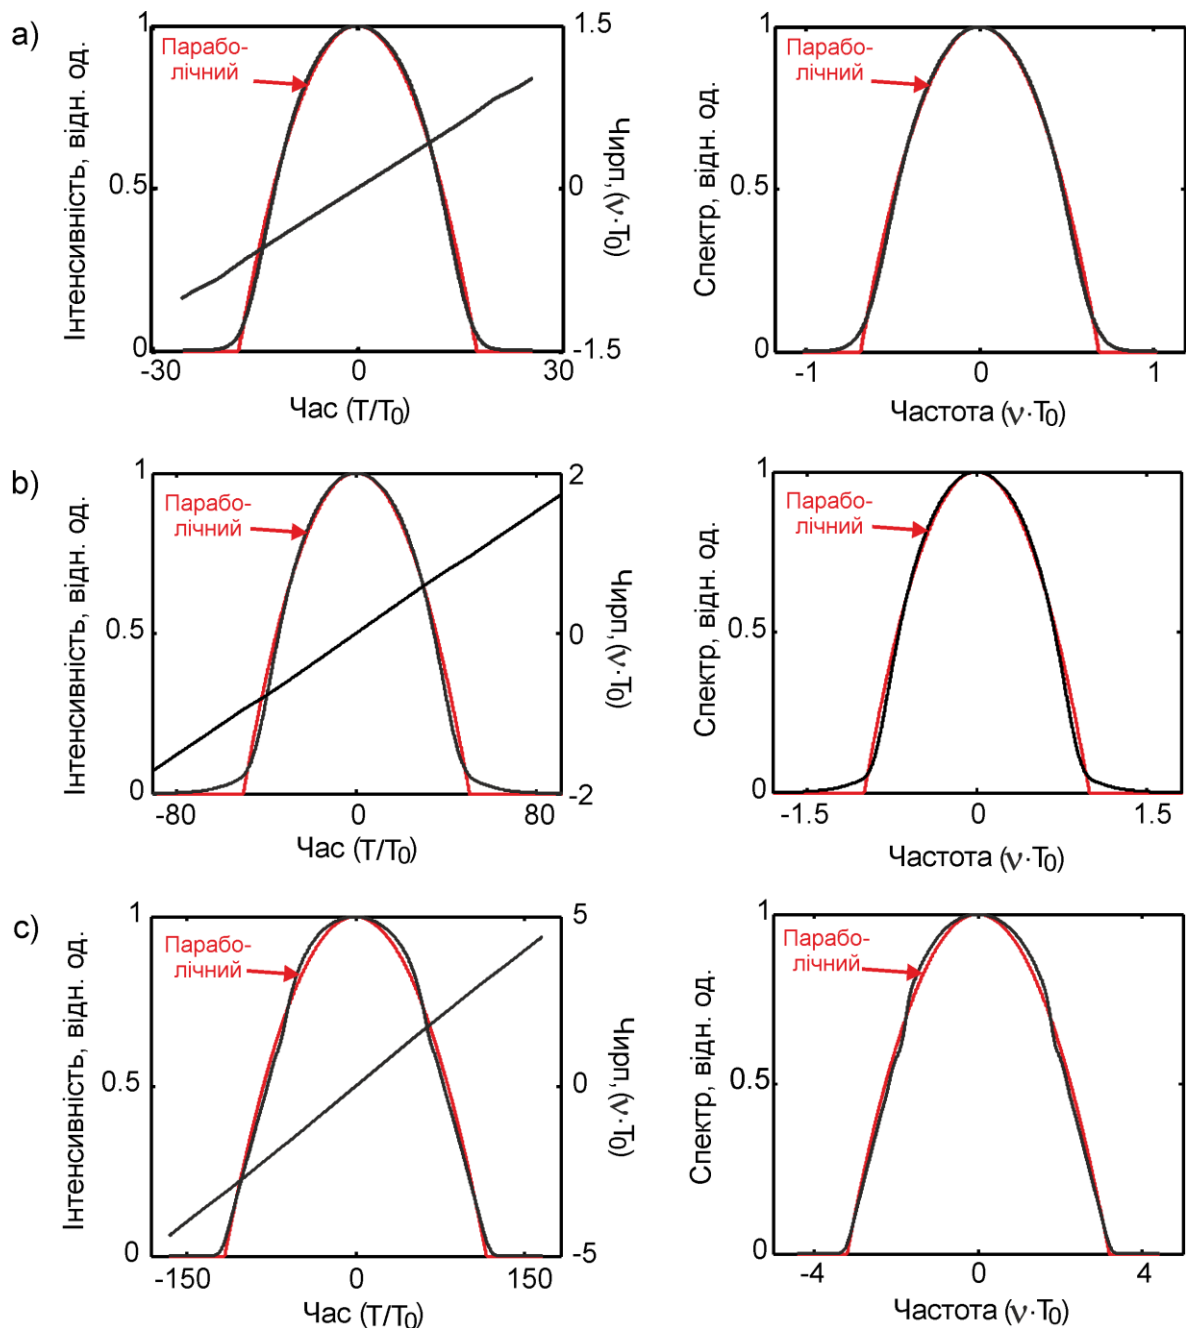 a)
Інтенсивність, відн. од.
1
0.5
0
Парабо-
лічний
1.5
0
-1.5
Чирп, (ν·T0)
-30
0
30
Час (T/T0)
Спектр, відн. од.
1
0.5
0
Парабо-
лічний
-1
0
1
Частота (ν·T0)
b)
Інтенсивність, відн. од.
1
0.5
0
Парабо-
лічний
2
0
-2
Чирп, (ν·T0)
-80
0
80
Час (T/T0)
Спектр, відн. од.
1
0.5
0
Парабо-
лічний
-1.5
0
1.5
Частота (ν·T0)
c)
Інтенсивність, відн. од.
1
0.5
0
Парабо-
лічний
5
0
-5
Чирп, (ν·T0)
-150
0
150
Час (T/T0)
Спектр, відн. од.
1
0.5
0
Парабо-
лічний
-4
0
4
Частота (ν·T0)